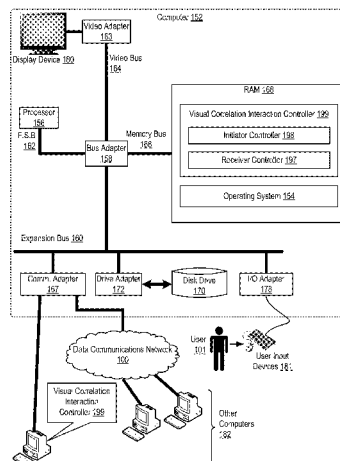 Computer 152
Video Adapter
163
Display Device 180
Video Bus
164
RAM 168
Processor
156
Visual Correlation Interaction Controller 199
Memory Bus
166
Initiator Controller 198
F.S.B
162
Bus Adapter
158
Receiver Controller 197
Operating System 154
Expansion Bus 160
Comm. Adapter
167
Drive Adapter
172
Disk Drive
170
I/O Adapter
178
Data Communications Network
100
User
101
User Input
Devices 181
Visual Correlation
Interaction
Controller 199
Other
Computers
182